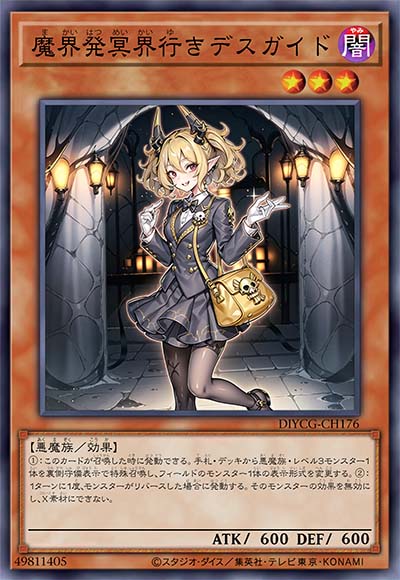 魔界発冥界行きデスガイド
闇
DIYCG-CH176
【悪魔族／効果】
①：このカードが召喚した時に発動できる。手札・デッキから悪魔族・レベル3モンスター1
体を裏側守備表示で特殊召喚し、フィールドのモンスター1体の表示形式を変更する。②：
1ターンに1度、モンスターがリバースした場合に発動する。そのモンスターの効果を無効に
し、X素材にできない。
ATK/ 600 DEF/ 600
49811405
©スタジオ・ダイス／集英社・テレビ東京・KONAMI